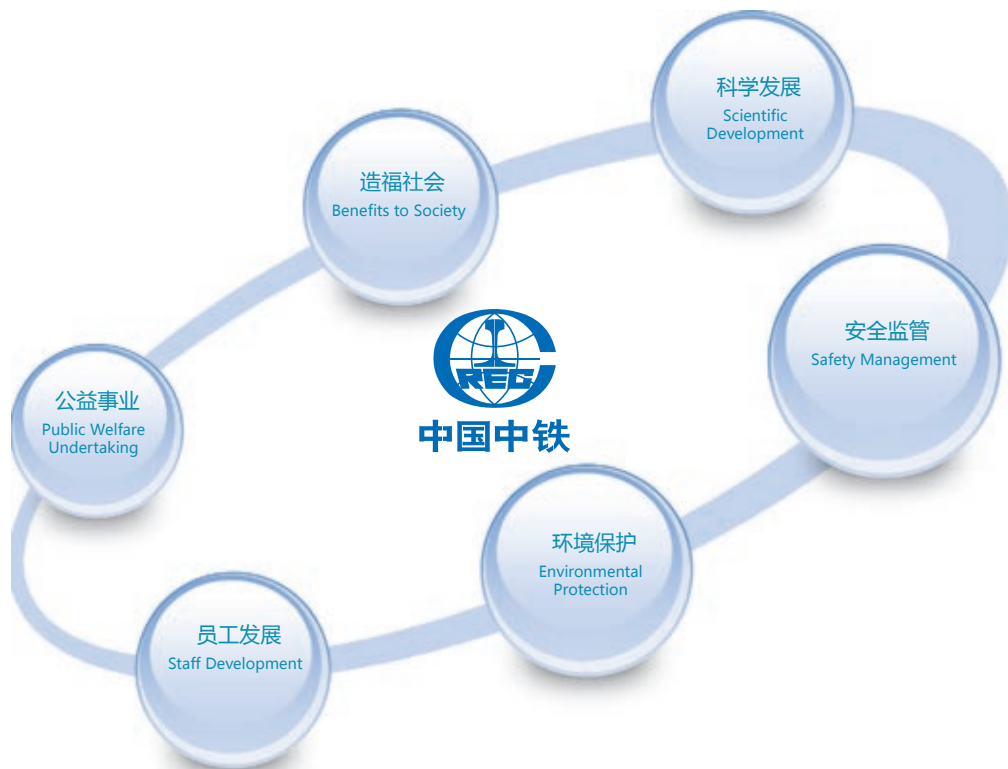 科学发展
Scientific
Development
造福社会
Benefits to Society
安全监管
Safety Management
CREC
中国中铁
公益事业
Public Welfare
Undertaking
环境保护
Environmental
Protection
员工发展
Staff Development